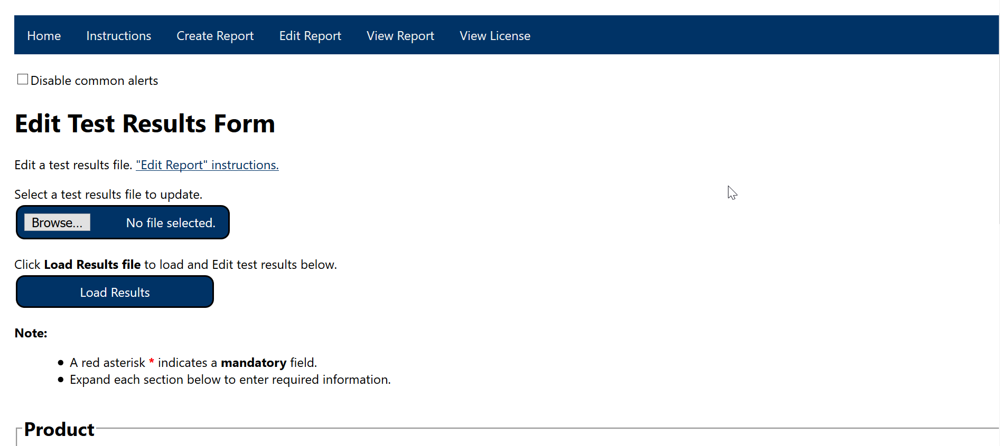 Home Instructions Create Report Edit Report View Report View License
Disable common alerts
Edit Test Results Form
Edit a test results file. "Edit Report" instructions.
Select a test results file to update.
Browse... No file selected.
Click Load Results file to load and Edit test results below.
Load Results
Note:
A red asterisk * indicates a mandatory field.
Expand each section below to enter required information.
Product